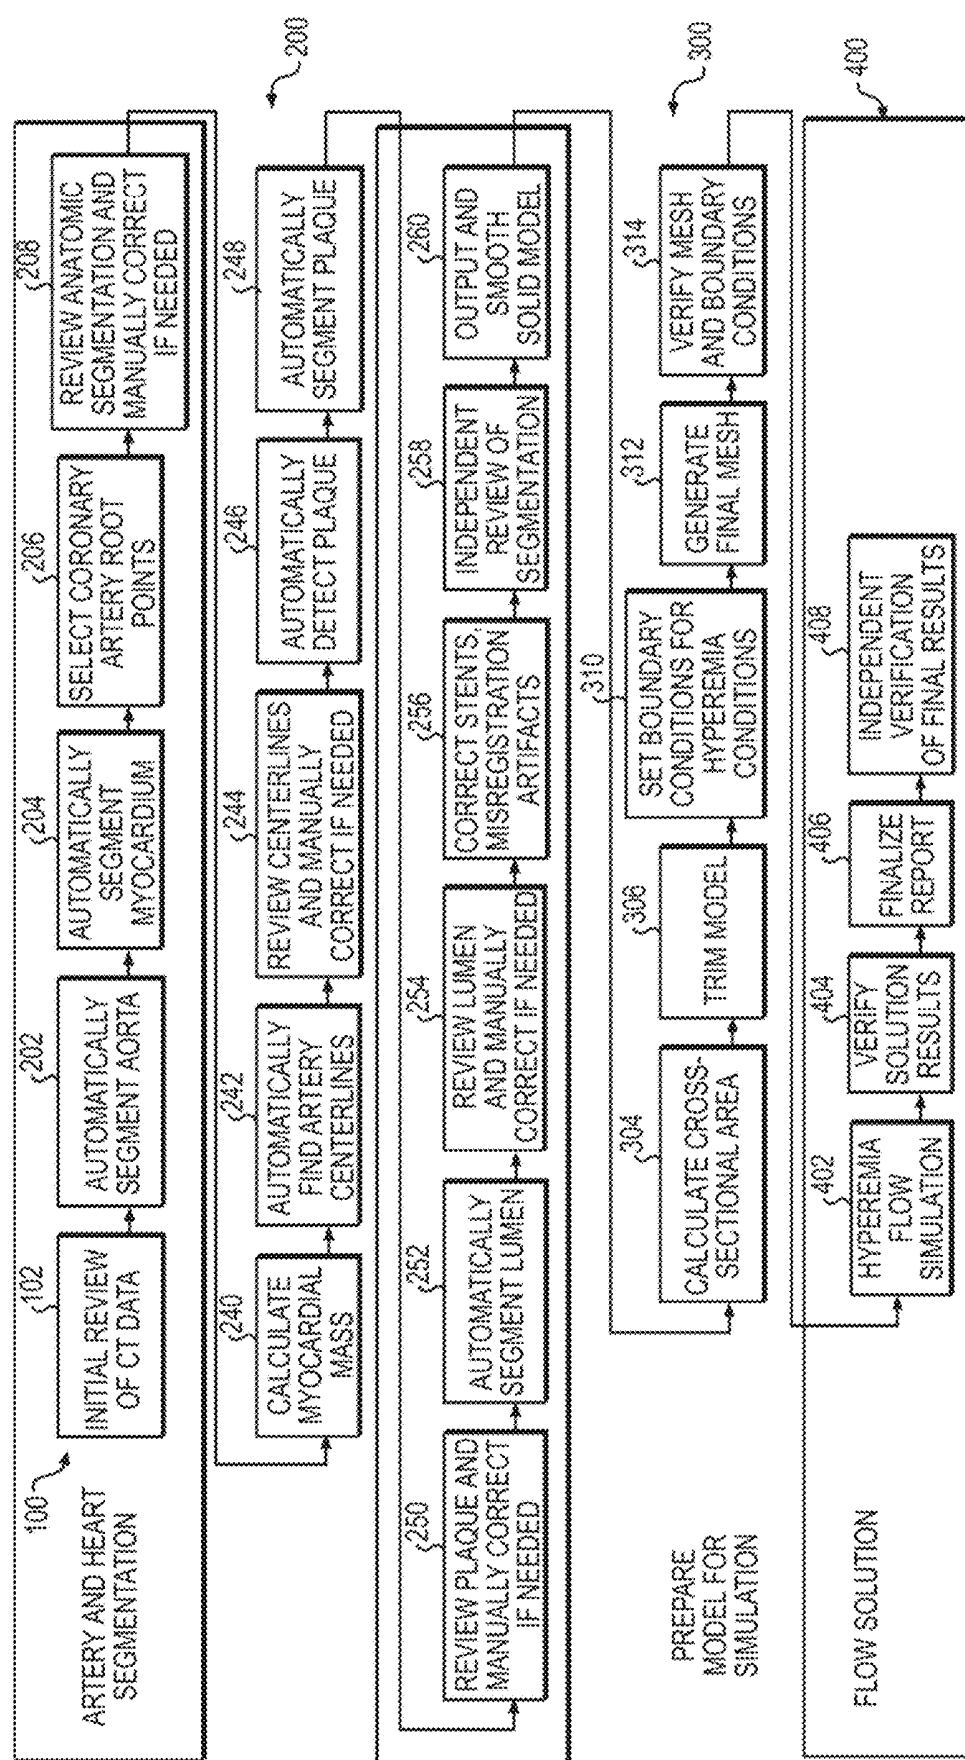 ARTERY AND HEART
SEGMENTATION
100
102
INITIAL REVIEW
OF CT DATA
202
AUTOMATICALLY
SEGMENT AORTA
204
AUTOMATICALLY
SEGMENT
MYOCARDIUM
206
SELECT CORONARY
ARTERY ROOT
POINTS
208
REVIEW ANATOMIC
SEGMENTATION AND
MANUALLY CORRECT
IF NEEDED
200
240
CALCULATE
MYOCARDIAL
MASS
242
AUTOMATICALLY
FIND ARTERY
CENTERLINES
244
REVIEW CENTERLINES
AND MANUALLY
CORRECT IF NEEDED
246
AUTOMATICALLY
DETECT PLAQUE
248
AUTOMATICALLY
SEGMENT PLAQUE
250
REVIEW PLAQUE AND
MANUALLY CORRECT
IF NEEDED
252
AUTOMATICALLY
SEGMENT LUMEN
254
REVIEW LUMEN
AND MANUALLY
CORRECT IF NEEDED
256
CORRECT STENTS,
MISREGISTRATION
ARTIFACTS
258
INDEPENDENT
REVIEW OF
SEGMENTATION
260
OUTPUT AND
SMOOTH
SOLID MODEL
PREPARE
MODEL FOR
SIMULATION
300
304
CALCULATE CROSS-
SECTIONAL AREA
306
TRIM MODEL
310
SET BOUNDARY
CONDITIONS FOR
HYPEREMIA
CONDITIONS
312
GENERATE
FINAL MESH
314
VERIFY MESH
AND BOUNDARY
CONDITIONS
FLOW SOLUTION
400
402
HYPEREMIA
FLOW
SIMULATION
404
VERIFY
SOLUTION
RESULTS
406
FINALIZE
REPORT
408
INDEPENDENT
VERIFICATION
OF FINAL RESULTS